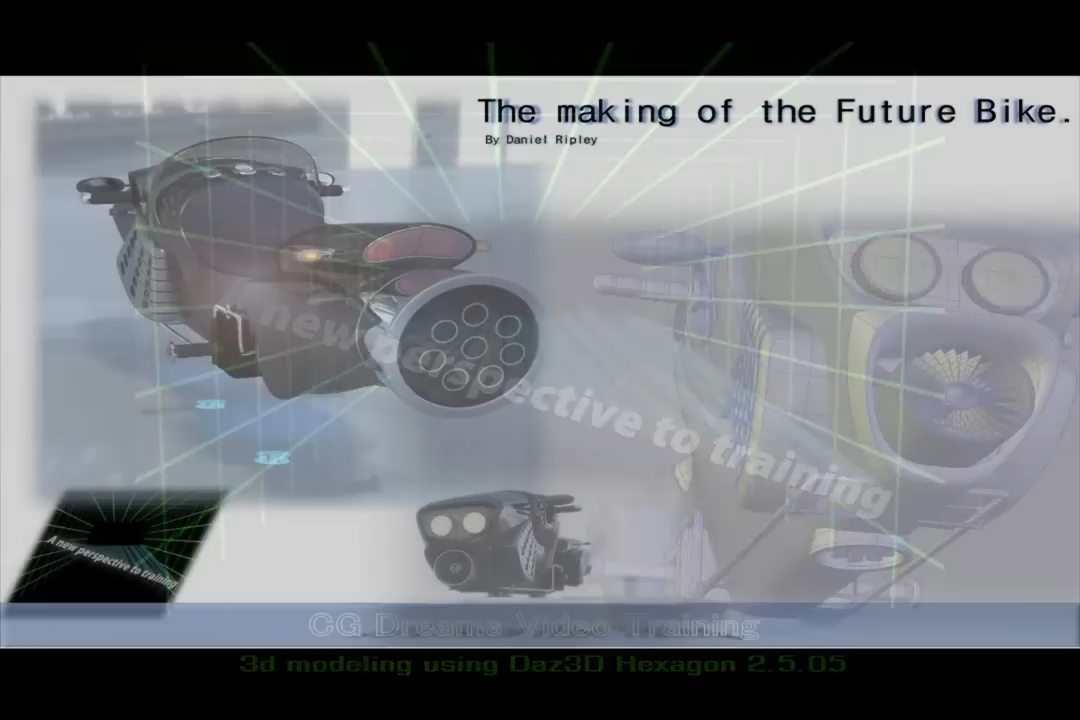 The making of the Future Bike.
By Daniel Ripley
new perspective to training
A new perspective to training
CG Dreams Video Training
3d modeling using Daz3D Hexagon 2.5.05